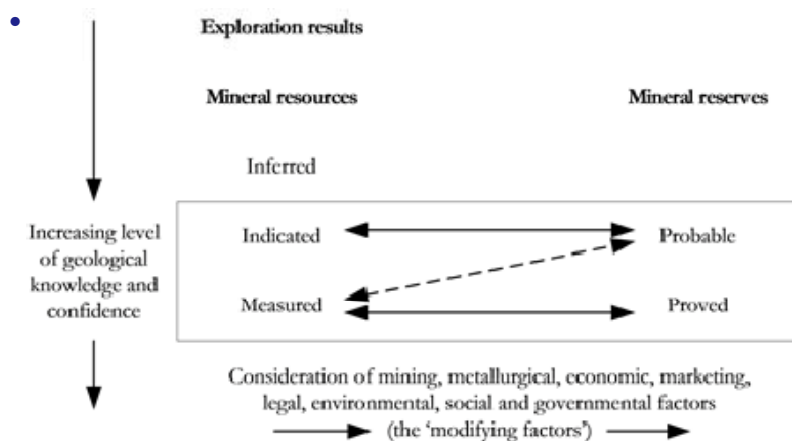 Exploration results
Mineral resources
Mineral reserves
Inferred
Increasing level
of geological
knowledge and
confidence
Indicated
Probable
Measured
Proved
Consideration of mining, metallurgical, economic, marketing,
legal, environmental, social and governmental factors
(the ‘modifying factors’)